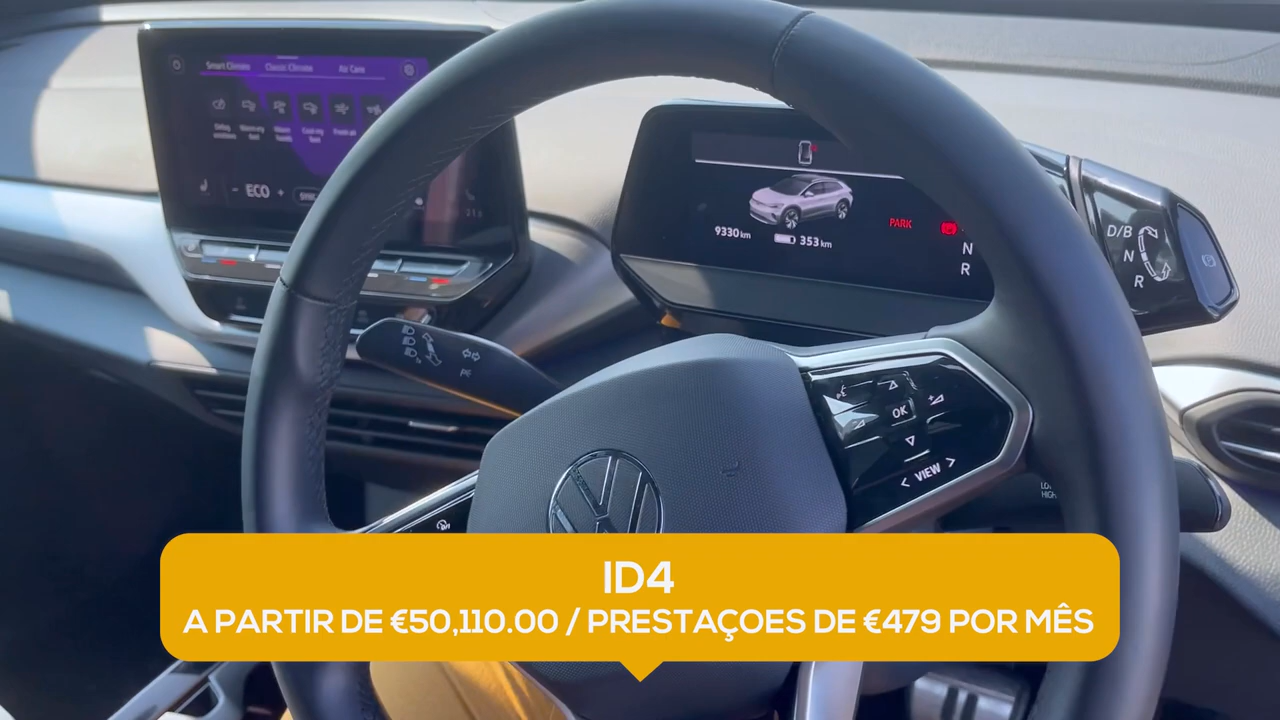 Smart Climate Classic Climate Air Care
- ECO +
9330 km
353 km
PARK
N
R
D/B
N
R
OK
< VIEW >
ID4
A PARTIR DE €50,110.00 / PRESTAÇOES DE €479 POR MÊS